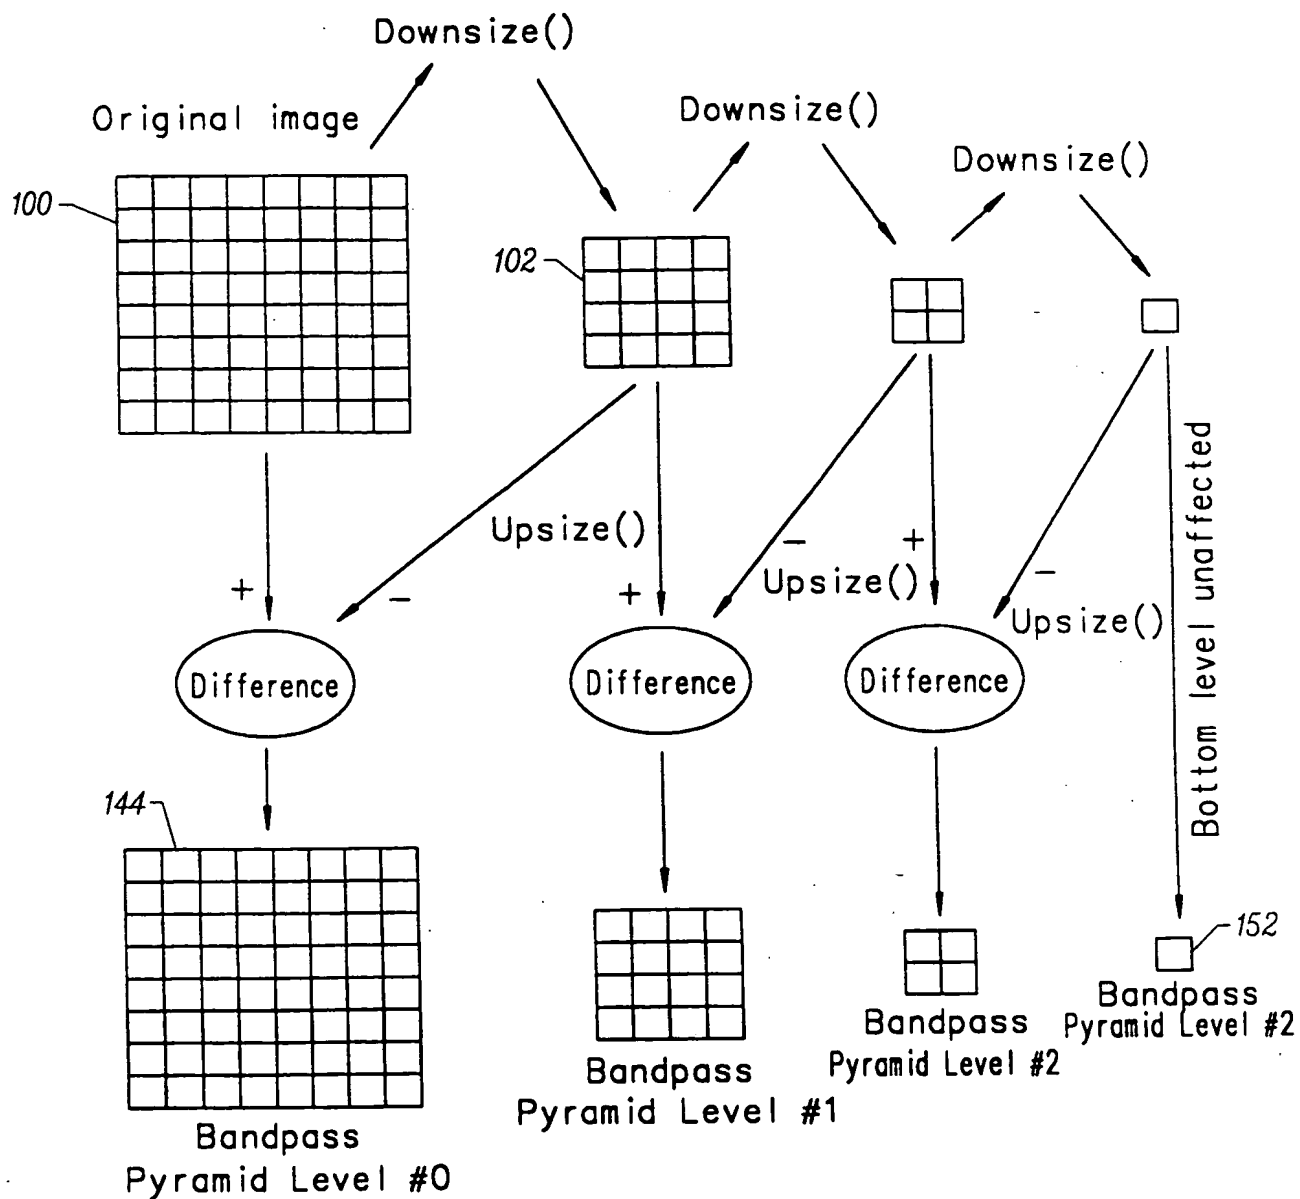 Downsize()
Original image
Downsize()
Downsize()
100
102
Upsize()
-
+
Upsize()
-
Upsize()
+
-
+
Bottom level unaffected
Difference
Difference
Difference
144
152
Bandpass
Pyramid Level #2
Bandpass
Pyramid Level #2
Bandpass
Pyramid Level #1
Bandpass
Pyramid Level #0